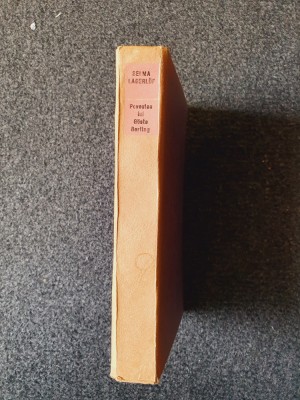 SELMA
LAGERLÖF
Povestea
lui
Gösta
Berling